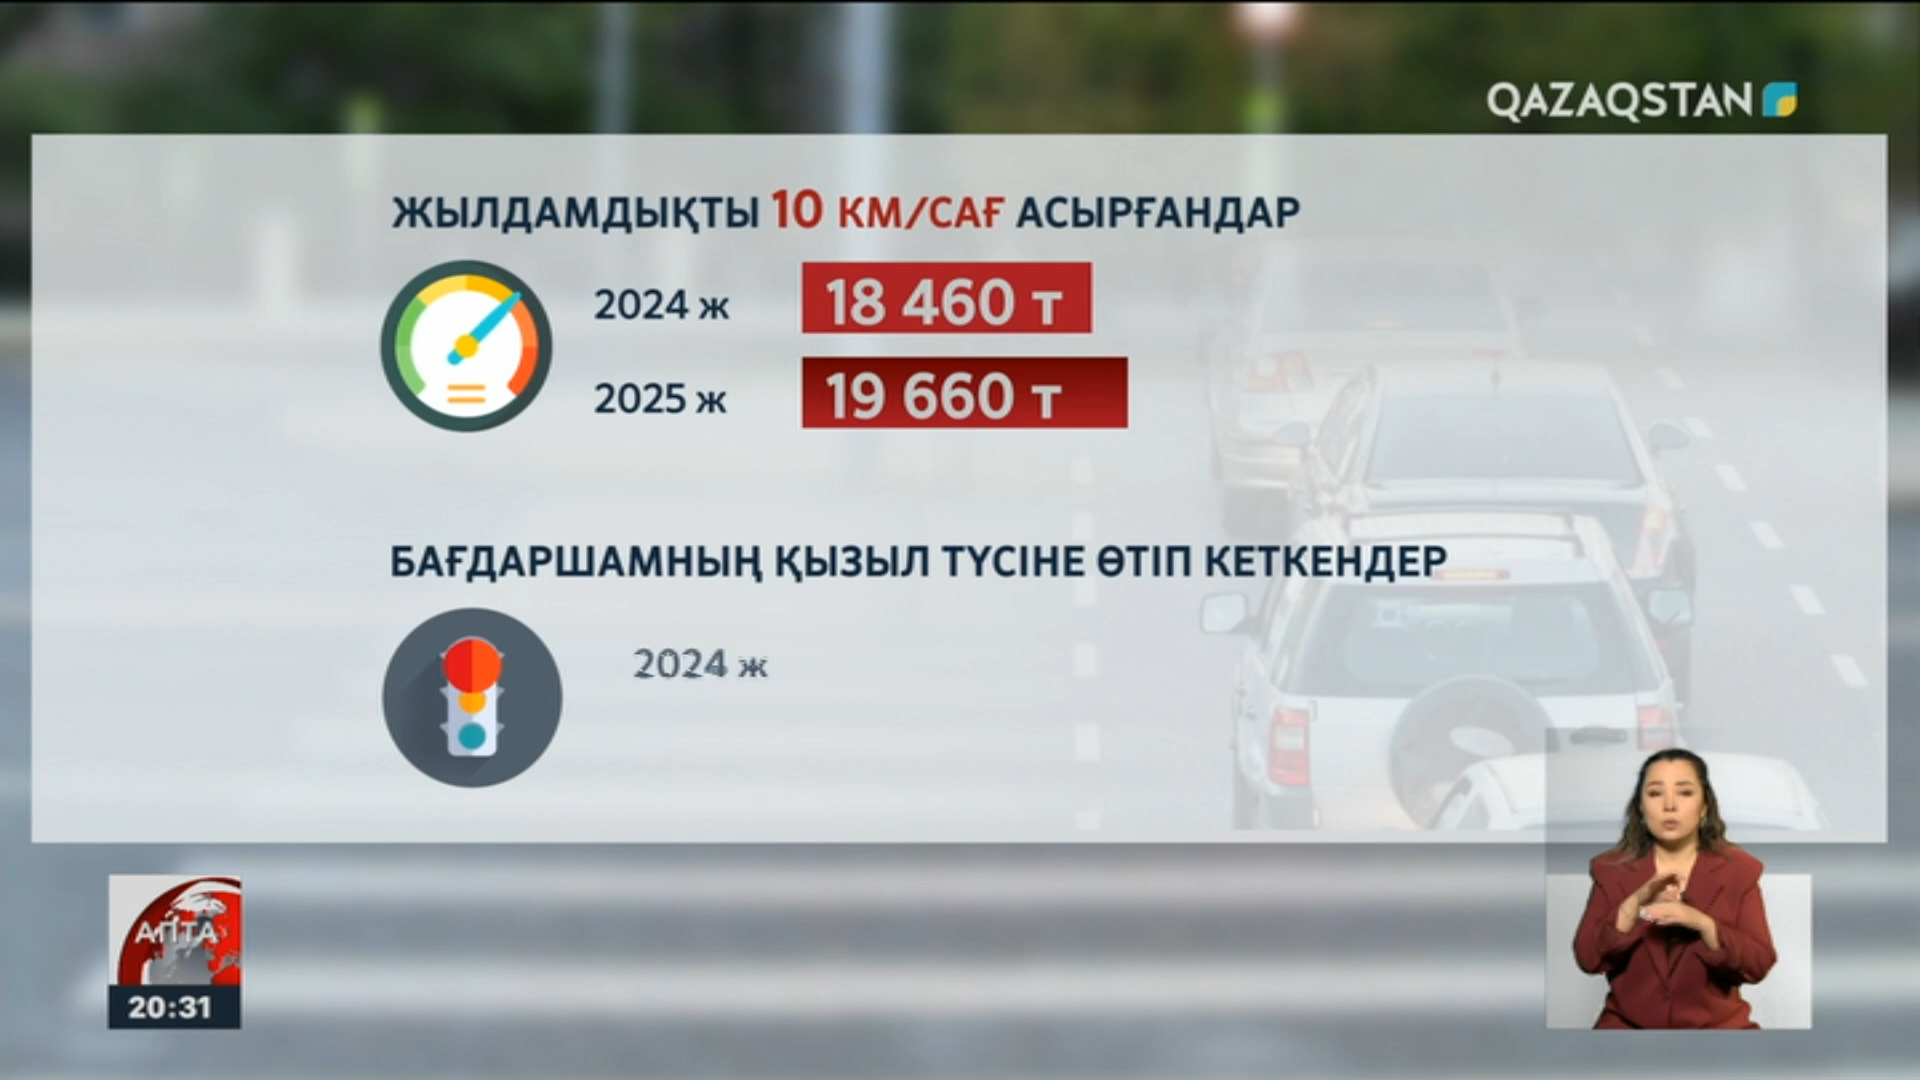 QAZAQSTAN
ЖЫЛДАМДЫҚТЫ 10 КМ/САҒ АСЫРҒАНДАР
2024 ж 18 460 т
2025 ж 19 660 т
БАҒДАРШАМНЫҢ ҚЫЗЫЛ ТҮСІНЕ ӨТІП КЕТКЕНДЕР
2024 ж
АПТА
20:31